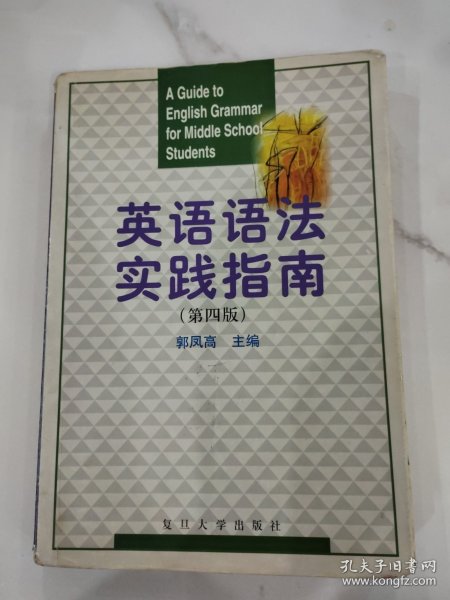 A Guide to
English Grammar
for Middle School
Students
英语语法
实践指南
(第四版)
郭凤高 主编
复旦大学出版社
孔夫子旧书网
www.kongfz.com